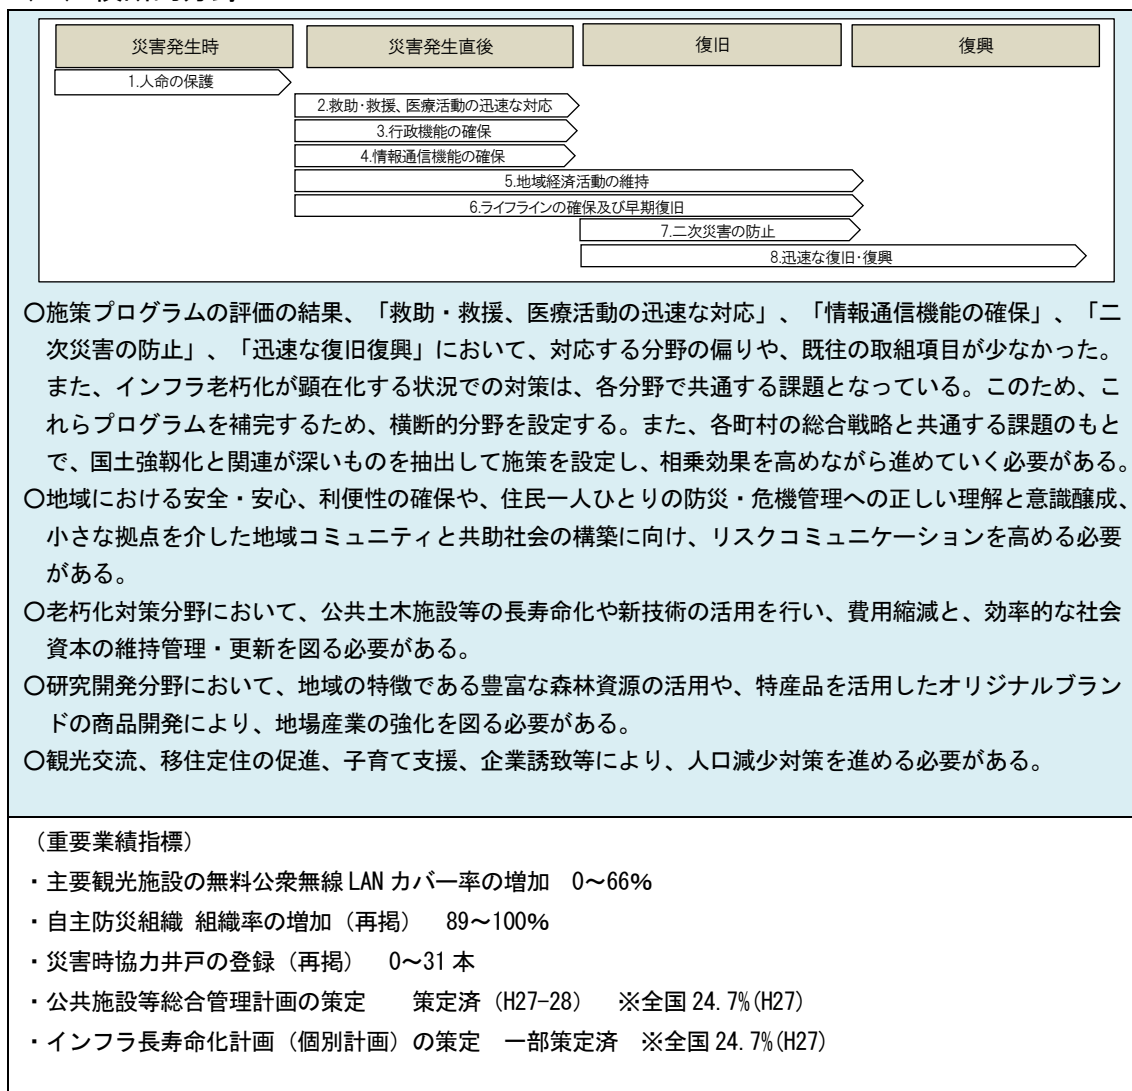 災害発生時
災害発生直後
復旧
復興
1.人命の保護
2.救助・救援、医療活動の迅速な対応
3.行政機能の確保
4.情報通信機能の確保
5.地域経済活動の維持
6.ライフラインの確保及び早期復旧
7.二次災害の防止
8.迅速な復旧・復興
〇施策プログラムの評価の結果、「救助・救援、医療活動の迅速な対応」、「情報通信機能の確保」、「二
次災害の防止」、「迅速な復旧復興」において、対応する分野の偏りや、既往の取組項目が少なかった。
また、インフラ老朽化が顕在化する状況での対策は、各分野で共通する課題となっている。このため、こ
れらプログラムを補完するため、横断的分野を設定する。また、各町村の総合戦略と共通する課題のもと
で、国土強靱化と関連が深いものを抽出して施策を設定し、相乗効果を高めながら進めていく必要がある。
〇地域における安全・安心、利便性の確保や、住民一人ひとりの防災・危機管理への正しい理解と意識醸成、
小さな拠点を介した地域コミュニティと共助社会の構築に向け、リスクコミュニケーションを高める必要
がある。
〇老朽化対策分野において、公共土木施設等の長寿命化や新技術の活用を行い、費用縮減と、効率的な社会
資本の維持管理・更新を図る必要がある。
〇研究開発分野において、地域の特徴である豊富な森林資源の活用や、特産品を活用したオリジナルブラン
ドの商品開発により、地場産業の強化を図る必要がある。
〇観光交流、移住定住の促進、子育て支援、企業誘致等により、人口減少対策を進める必要がある。
（重要業績指標）
・主要観光施設の無料公衆無線 LAN カバー率の増加　0～66%
・自主防災組織 組織率の増加（再掲）　89～100%
・災害時協力井戸の登録（再掲）　0～31 本
・公共施設等総合管理計画の策定　　策定済（H27-28）　※全国 24.7%(H27)
・インフラ長寿命化計画（個別計画）の策定　一部策定済　※全国 24.7%(H27)